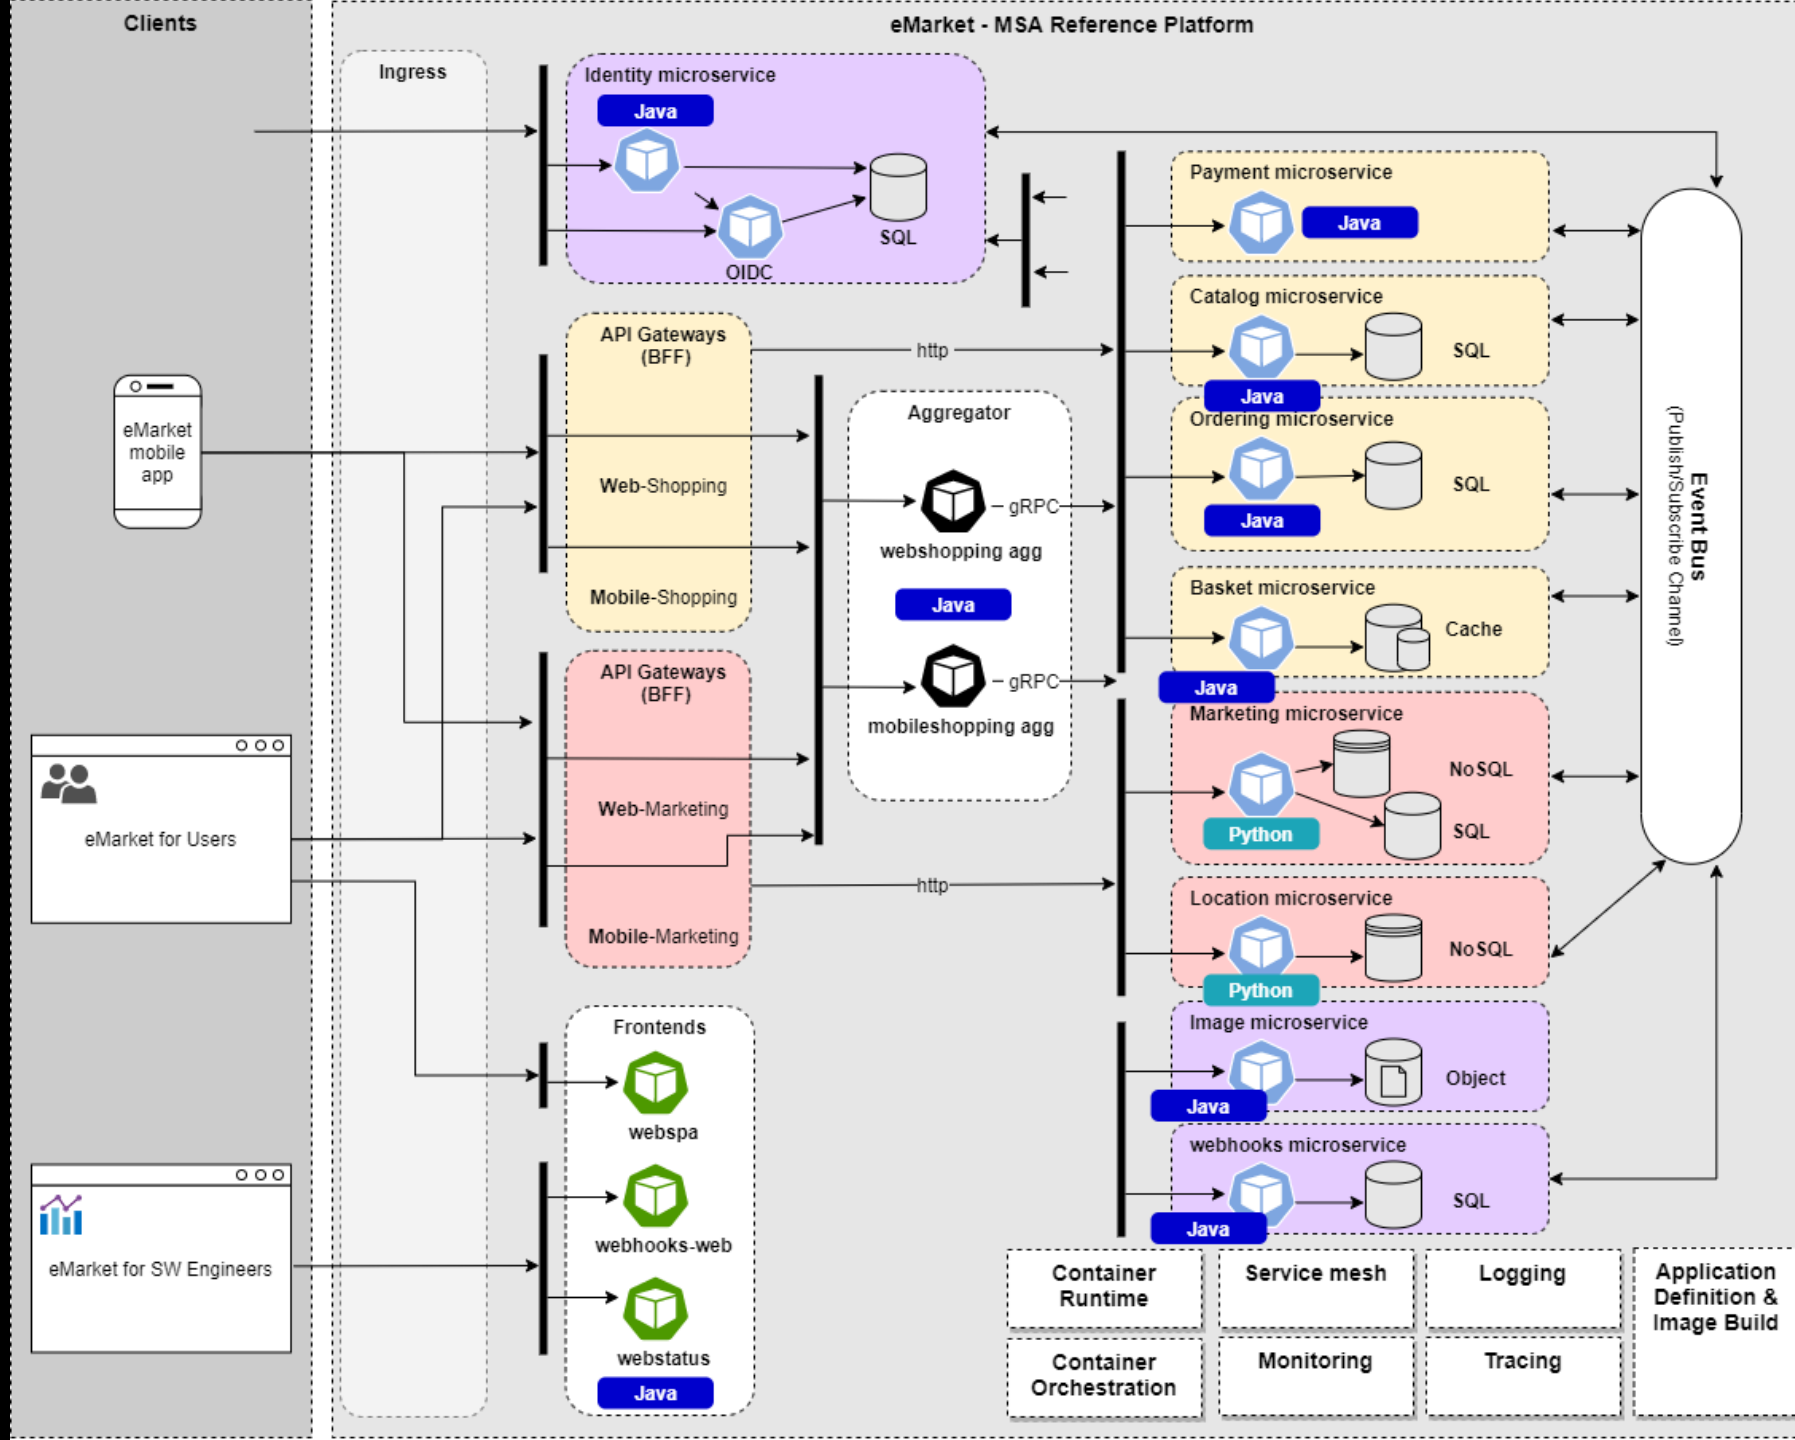 Clients
eMarket - MSA Reference Platform
Ingress
Identity microservice
Java
SQL
OIDC
API Gateways
(BFF)
Web-Shopping
Mobile-Shopping
http
eMarket
mobile
app
Aggregator
webshopping agg
gRPC
Java
mobileshopping agg
gRPC
API Gateways
(BFF)
Web-Marketing
Mobile-Marketing
http
eMarket for Users
Frontends
webspa
webhooks-web
webstatus
Java
eMarket for SW Engineers
Payment microservice
Java
Catalog microservice
SQL
Java
Ordering microservice
SQL
Java
Basket microservice
Cache
Java
Marketing microservice
NoSQL
SQL
Python
Location microservice
NoSQL
Python
Image microservice
Object
Java
webhooks microservice
SQL
Java
Event Bus
(Publish/Subscribe Channel)
Container
Runtime
Service mesh
Logging
Application
Definition &
Image Build
Container
Orchestration
Monitoring
Tracing